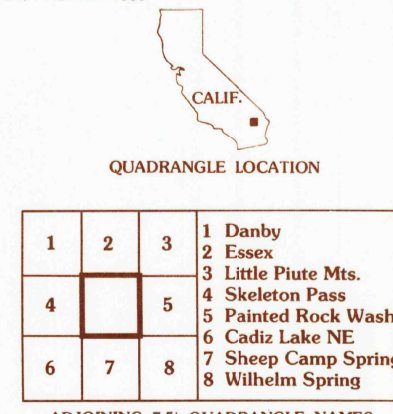 CALIF.
QUADRANGLE LOCATION
1 2 3
4 5
6 7 8
1 Danby
2 Essex
3 Little Piute Mts.
4 Skeleton Pass
5 Painted Rock Wash
6 Cadiz Lake NE
7 Sheep Camp Spring
8 Wilhelm Spring
ADJOINING 7.5' QUADRANGLE NAMES